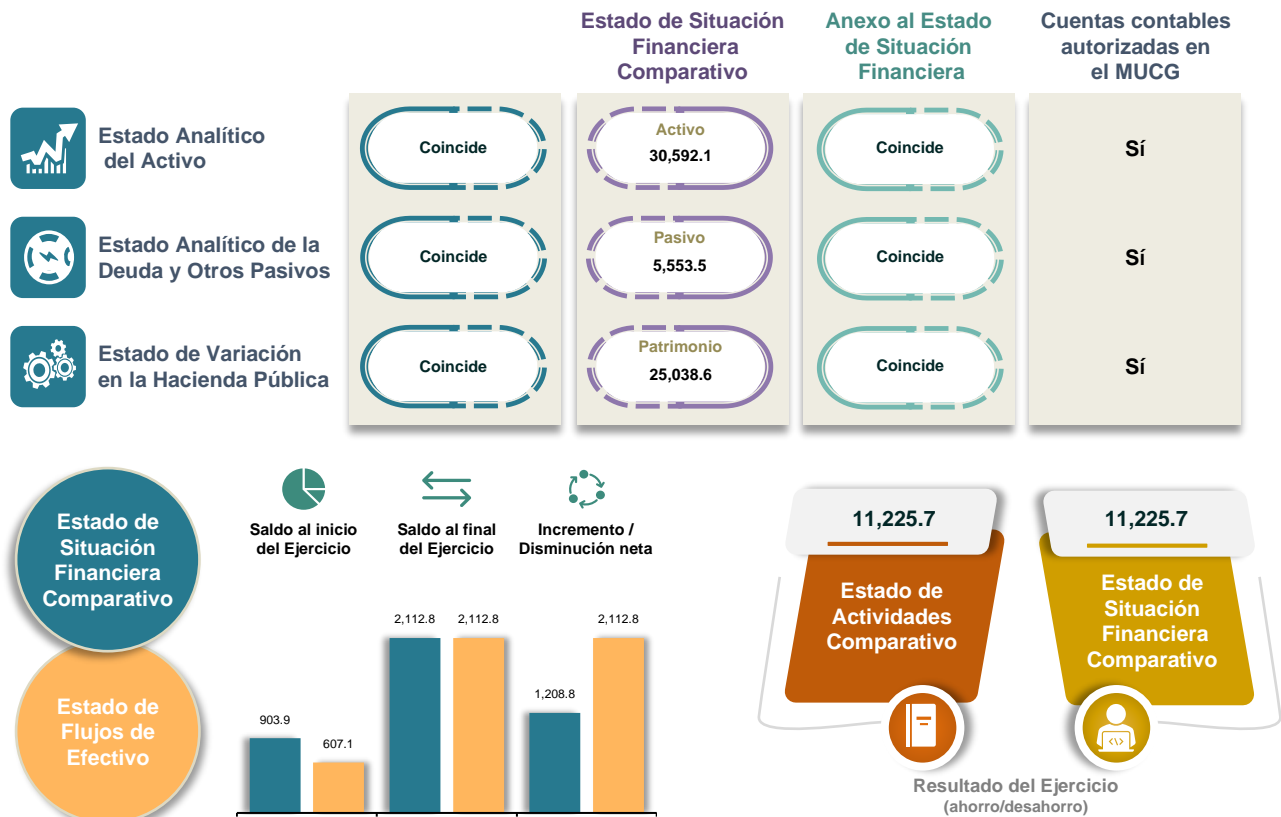 Estado de Situación
Financiera
Comparativo
Anexo al Estado
de Situación
Financiera
Cuentas contables
autorizadas en
el MUCG
Estado Analítico
del Activo
Coincide
Activo
30,592.1
Coincide
Sí
Estado Analítico de la
Deuda y Otros Pasivos
Coincide
Pasivo
5,553.5
Coincide
Sí
Estado de Variación
en la Hacienda Pública
Coincide
Patrimonio
25,038.6
Coincide
Sí
Estado de
Situación
Financiera
Comparativo
Estado de
Flujos de
Efectivo
Saldo al inicio
del Ejercicio
Saldo al final
del Ejercicio
Incremento /
Disminución neta
903.9
607.1
2,112.8
2,112.8
1,208.8
2,112.8
11,225.7
Estado de
Actividades
Comparativo
11,225.7
Estado de
Situación
Financiera
Comparativo
Resultado del Ejercicio
(ahorro/desahorro)